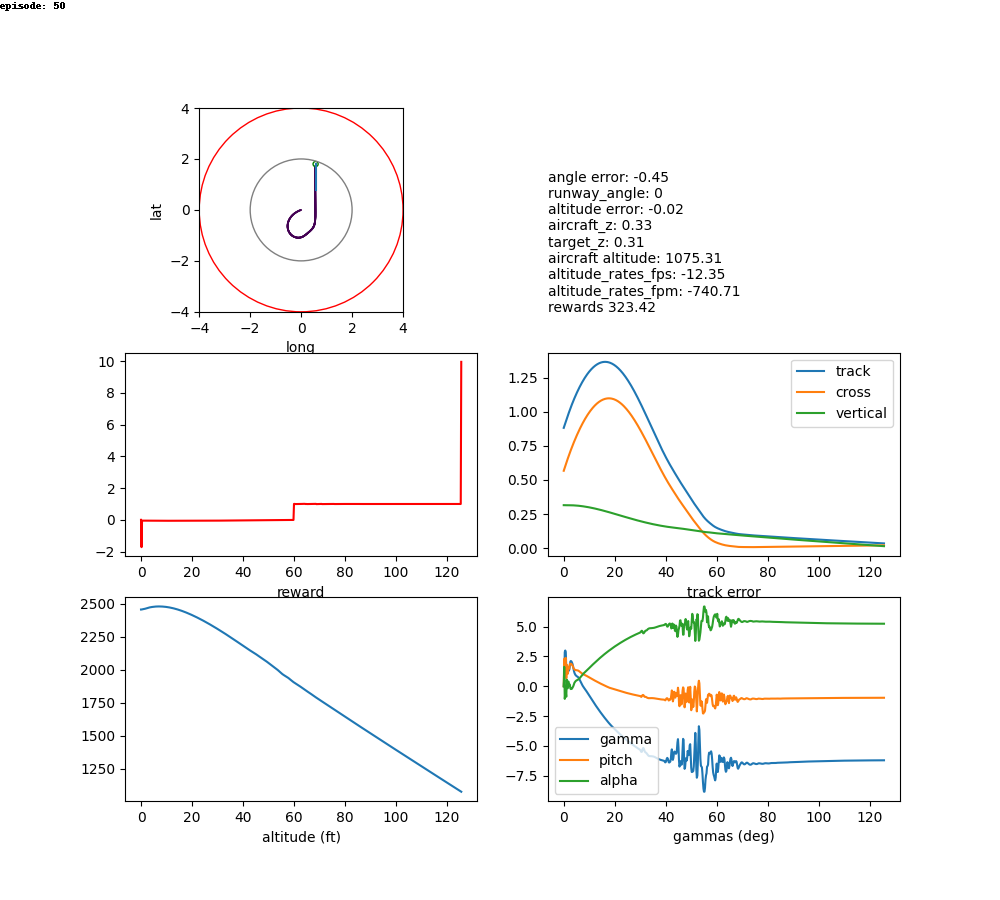 episode: 50
4
2
0
−2
−4
lat
−4 −2 0 2 4
long
angle error: -0.45
runway_angle: 0
altitude error: -0.02
aircraft_z: 0.33
target_z: 0.31
aircraft altitude: 1075.31
altitude_rates_fps: -12.35
altitude_rates_fpm: -740.71
rewards 323.42
10
8
6
4
2
0
−2
0 20 40 60 80 100 120
reward
1.25
1.00
0.75
0.50
0.25
0.00
track
cross
vertical
0 20 40 60 80 100 120
track error
2500
2250
2000
1750
1500
1250
0 20 40 60 80 100 120
altitude (ft)
5.0
2.5
0.0
−2.5
−5.0
−7.5
gamma
pitch
alpha
0 20 40 60 80 100 120
gammas (deg)